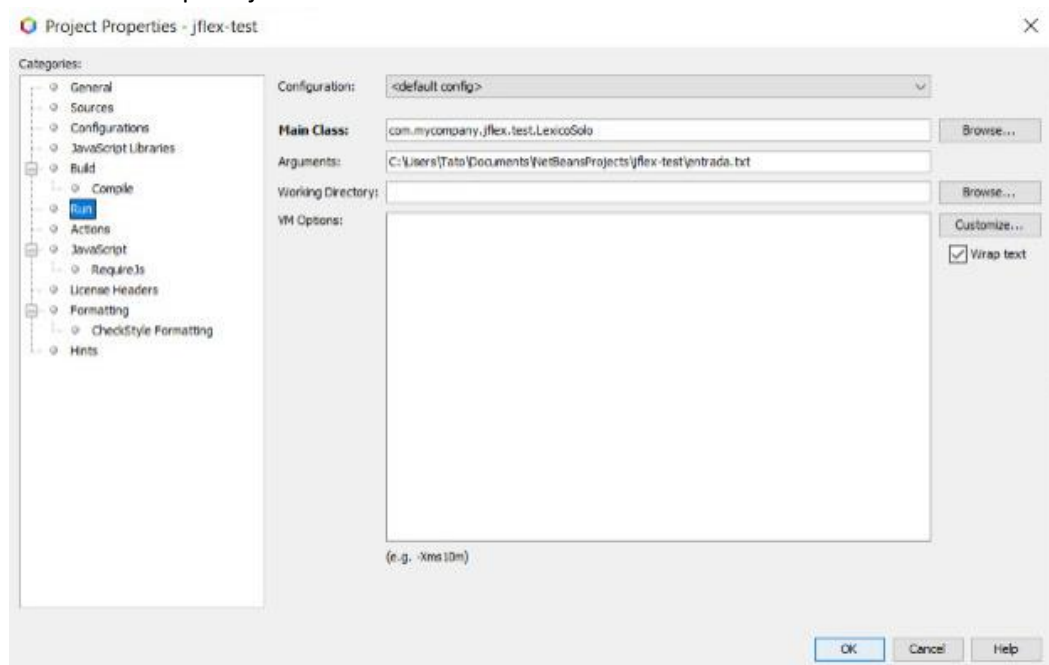 Project Properties - jflex-test
Categories:
General
Sources
Configurations
JavaScript Libraries
Build
Compile
Run
Actions
JavaScript
RequireJs
License Headers
Formatting
CheckStyle Formatting
Hints
Configuration: <default config>
Main Class: com.mycompany.jflex.test.LexicoSolo Browse...
Arguments: C:\Users\Tato\Documents\NetBeansProjects\jflex-test\entrada.txt
Working Directory: Browse...
VM Options: Customize...
Wrap text
(e.g. -Xms10m)
OK Cancel Help